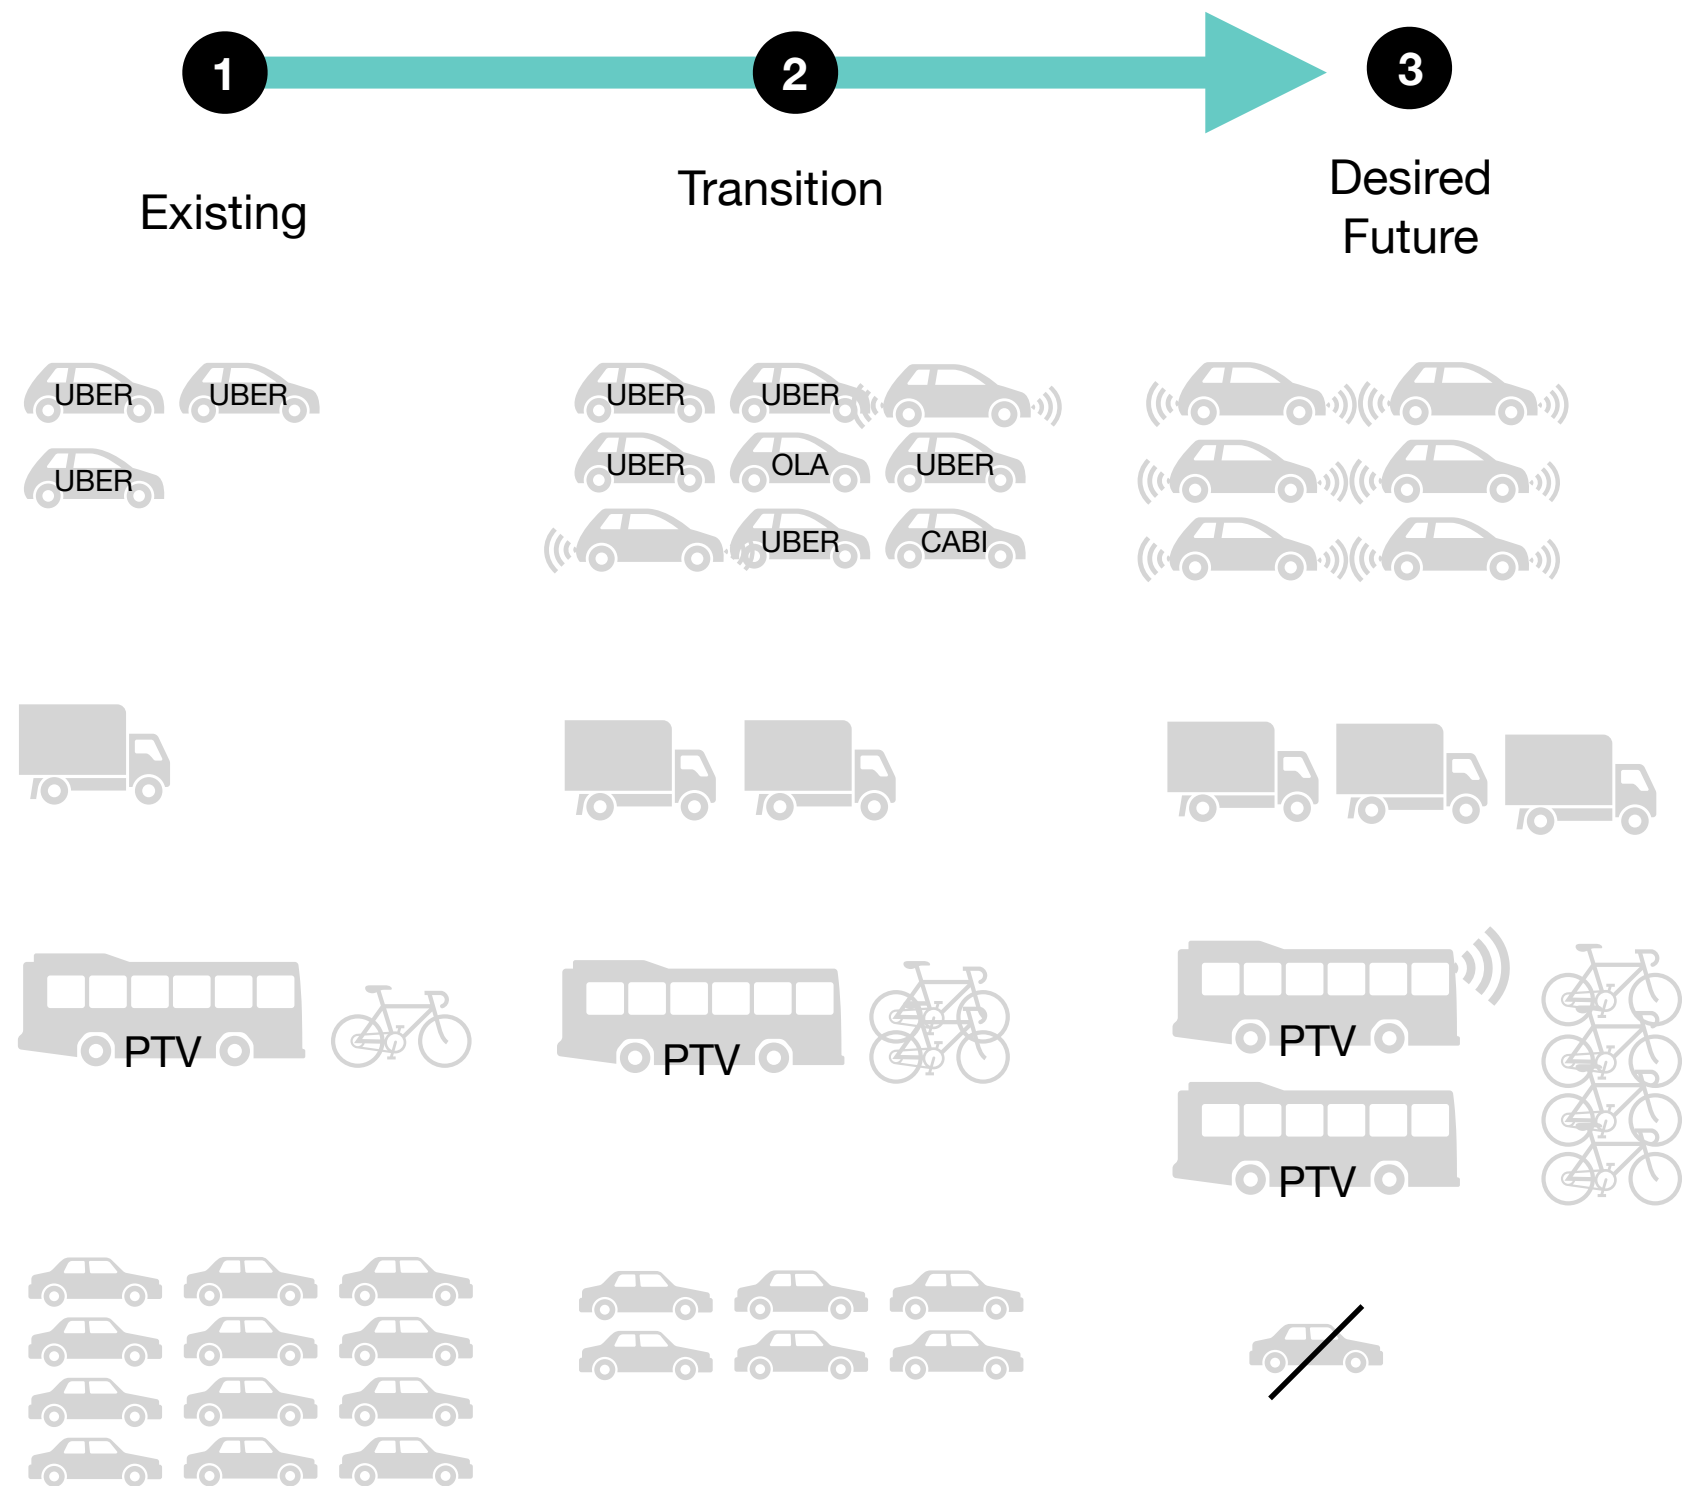 1
2
3
Existing
Transition
Desired
Future
UBER
UBER
UBER
UBER
UBER
UBER
OLA
UBER
UBER
CABI
PTV
PTV
PTV
PTV